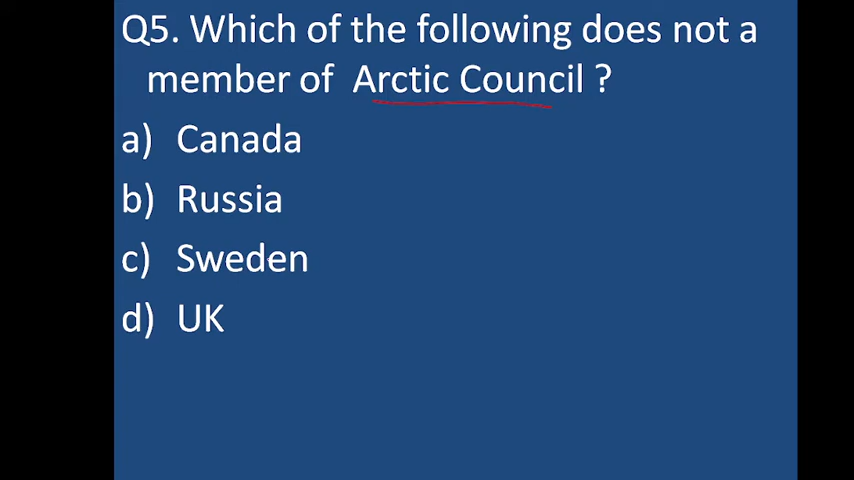 Q5. Which of the following does not a
member of Arctic Council ?
a) Canada
b) Russia
c) Sweden
d) UK